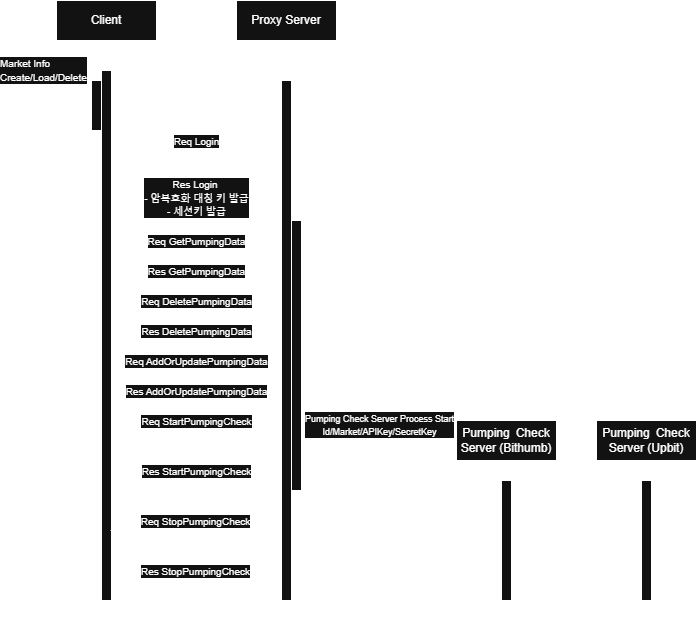 Client
Proxy Server
Market Info
Create/Load/Delete
Req Login
Res Login
- 암복호화 대칭 키 발급
- 세션키 발급
Req GetPumpingData
Res GetPumpingData
Req DeletePumpingData
Res DeletePumpingData
Req AddOrUpdatePumpingData
Res AddOrUpdatePumpingData
Req StartPumpingCheck
Pumping Check Server Process Start
Id/Market/APIKey/SecretKey
Pumping Check
Server (Bithumb)
Pumping Check
Server (Upbit)
Res StartPumpingCheck
Req StopPumpingCheck
Res StopPumpingCheck